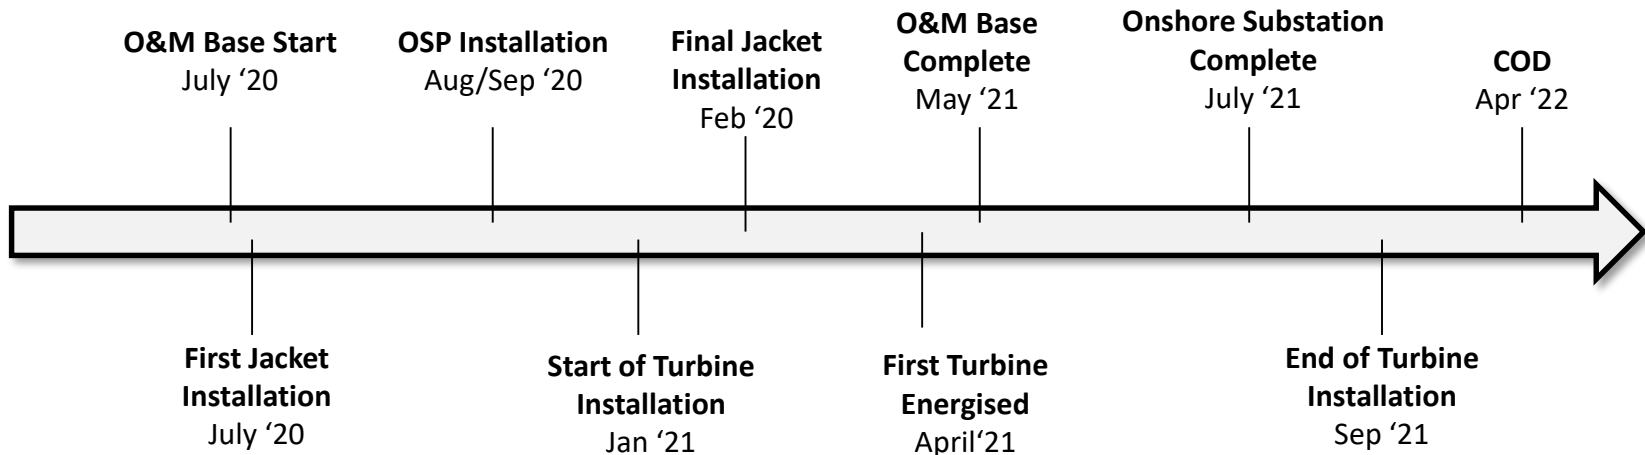 O&M Base Start
July ‘20
OSP Installation
Aug/Sep ‘20
Final Jacket
Installation
Feb ‘20
O&M Base
Complete
May ‘21
Onshore Substation
Complete
July ‘21
COD
Apr ‘22
First Jacket
Installation
July ‘20
Start of Turbine
Installation
Jan ‘21
First Turbine
Energised
April‘21
End of Turbine
Installation
Sep ‘21